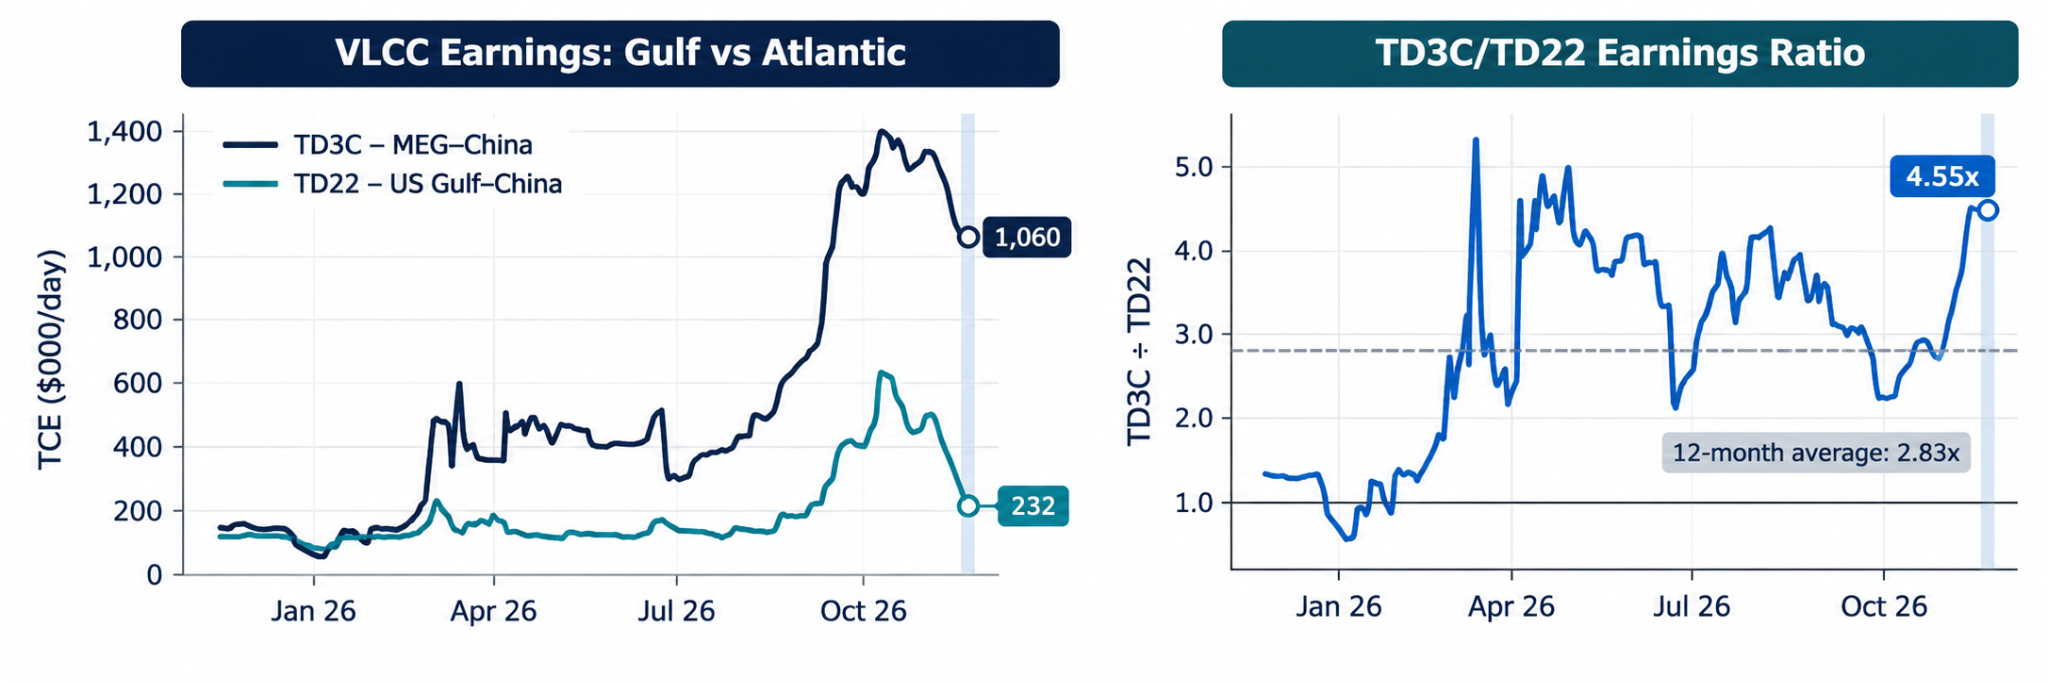 VLCC Earnings: Gulf vs Atlantic
TCE ($000/day)
1,400
1,200
1,000
800
600
400
200
0
TD3C – MEG–China
TD22 – US Gulf–China
1,060
232
Jan 26
Apr 26
Jul 26
Oct 26
TD3C/TD22 Earnings Ratio
TD3C ÷ TD22
5.0
4.0
3.0
2.0
1.0
4.55x
12-month average: 2.83x
Jan 26
Apr 26
Jul 26
Oct 26